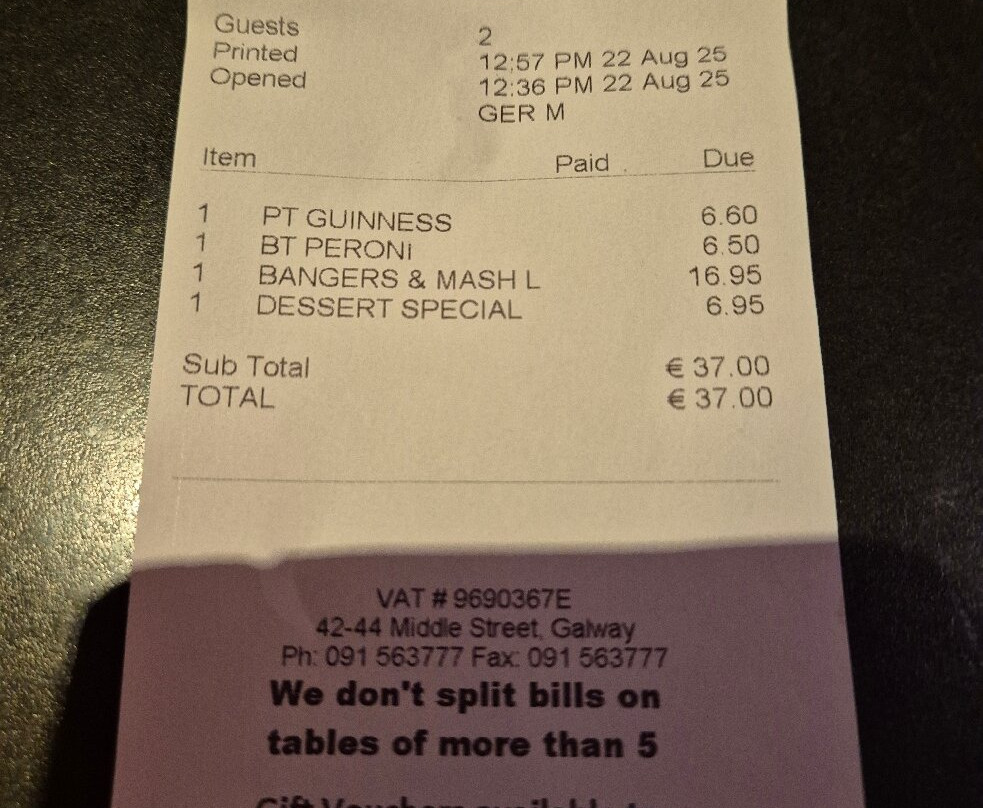 Guests 2
Printed 12:57 PM 22 Aug 25
Opened 12:36 PM 22 Aug 25
GER M
Item Paid Due
1 PT GUINNESS 6.60
1 BT PERONI 6.50
1 BANGERS & MASH L 16.95
1 DESSERT SPECIAL 6.95
Sub Total € 37.00
TOTAL € 37.00
VAT # 9690367E
42-44 Middle Street, Galway
Ph: 091 563777 Fax: 091 563777
We don't split bills on
tables of more than 5
Gift Vouchers